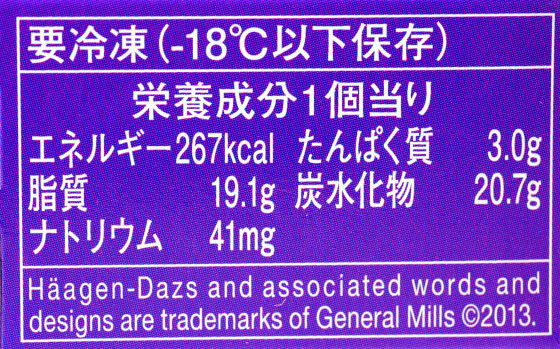 要冷凍(-18℃以下保存)
栄養成分1個当り
エネルギー267kcal たんぱく質 3.0g
脂質 19.1g 炭水化物 20.7g
ナトリウム 41mg
Häagen-Dazs and associated words and
designs are trademarks of General Mills ©2013.